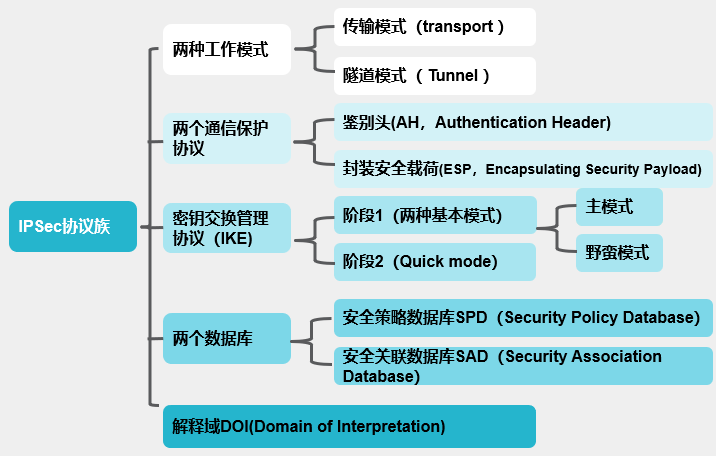 IPSec协议族
两种工作模式
传输模式（transport ）
隧道模式（ Tunnel ）
两个通信保护
协议
鉴别头(AH，Authentication Header)
封装安全载荷(ESP，Encapsulating Security Payload)
密钥交换管理
协议（IKE)
阶段1（两种基本模式）
主模式
野蛮模式
阶段2（Quick mode）
两个数据库
安全策略数据库SPD（Security Policy Database）
安全关联数据库SAD（Security Association
Database）
解释域DOI(Domain of Interpretation)